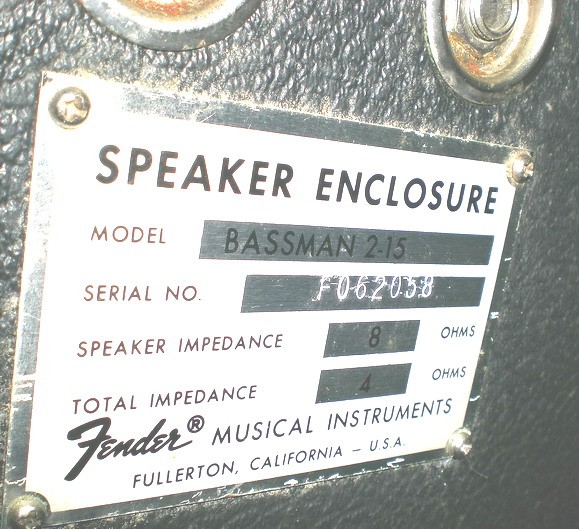 SPEAKER ENCLOSURE
MODEL BASSMAN 2-15
SERIAL NO. F062058
SPEAKER IMPEDANCE 8 OHMS
TOTAL IMPEDANCE 4 OHMS
Fender® MUSICAL INSTRUMENTS
FULLERTON, CALIFORNIA – U.S.A.